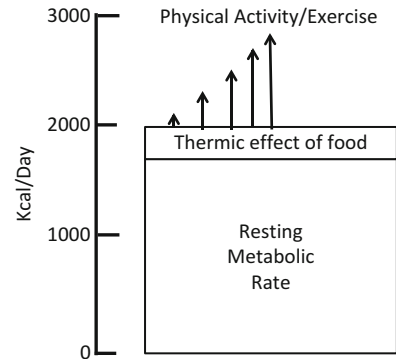 3000
Physical Activity/Exercise
2000
Thermic effect of food
Kcal/Day
1000
Resting
Metabolic
Rate
0